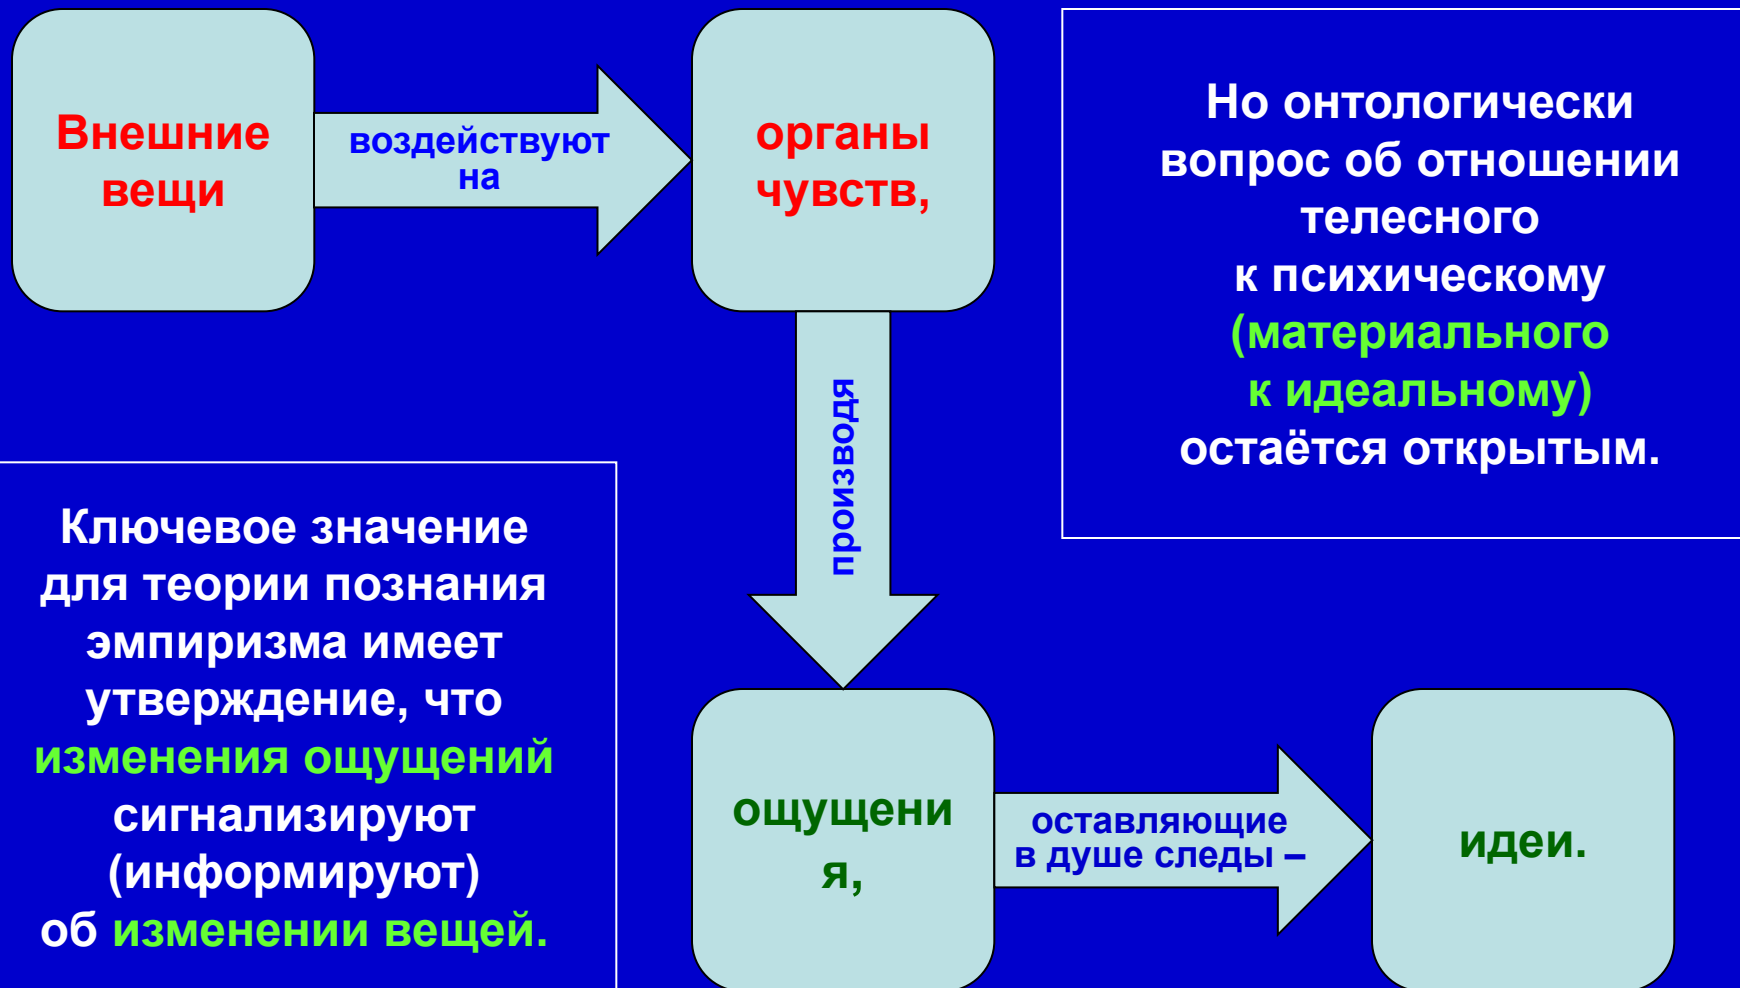 Внешние
вещи
воздействуют
на
органы
чувств,
производя
ощущени
я,
оставляющие
в душе следы –
идеи.
Но онтологически
вопрос об отношении
телесного
к психическому
(материального
к идеальному)
остаётся открытым.
Ключевое значение
для теории познания
эмпиризма имеет
утверждение, что
изменения ощущений
сигнализируют
(информируют)
об изменении вещей.